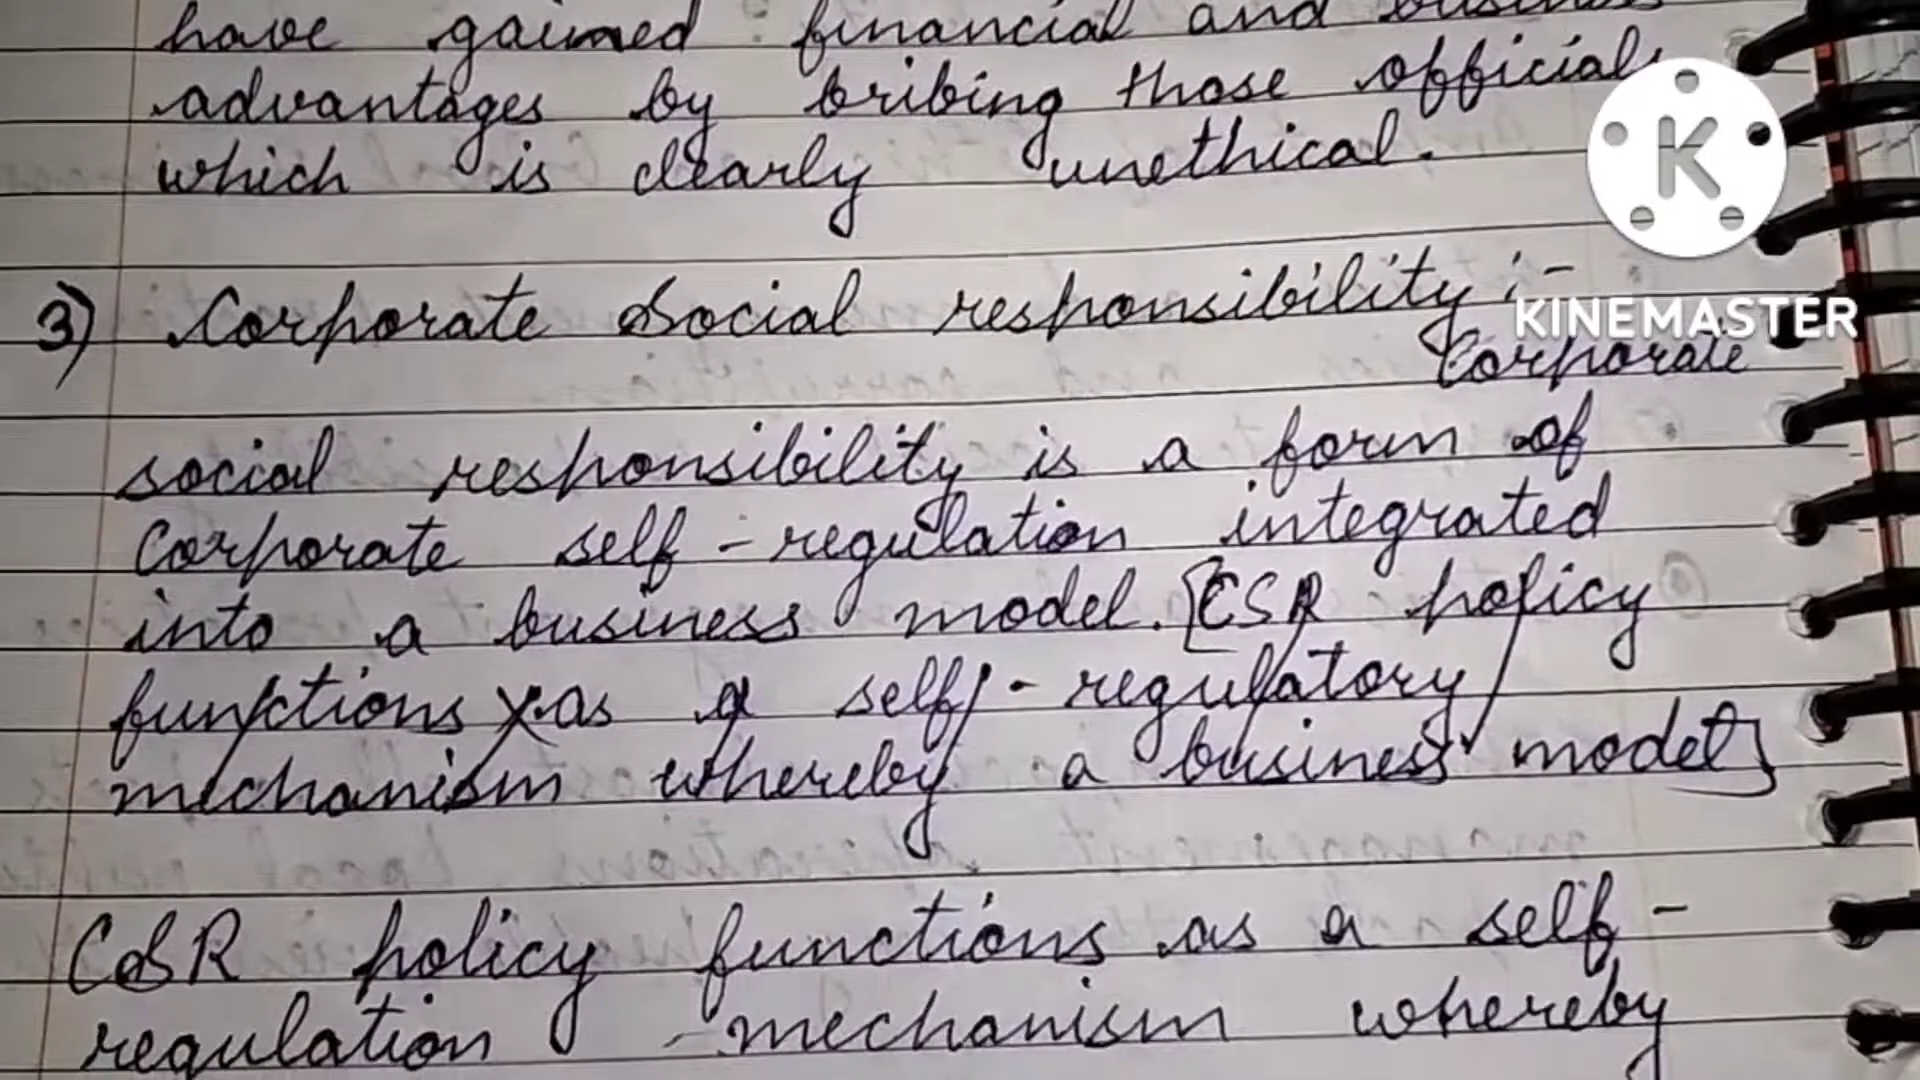 have gained financial and business
advantages by bribing those officials
which is clearly unethical.
K
KINEMASTER
3) Corporate Social responsibility :-
Corporate
social responsibility is a form of
corporate self-regulation integrated
into a business model. [CSR policy
functions as a self-regulatory
mechanism whereby a business model]
CSR policy functions as a self-
regulation mechanism whereby